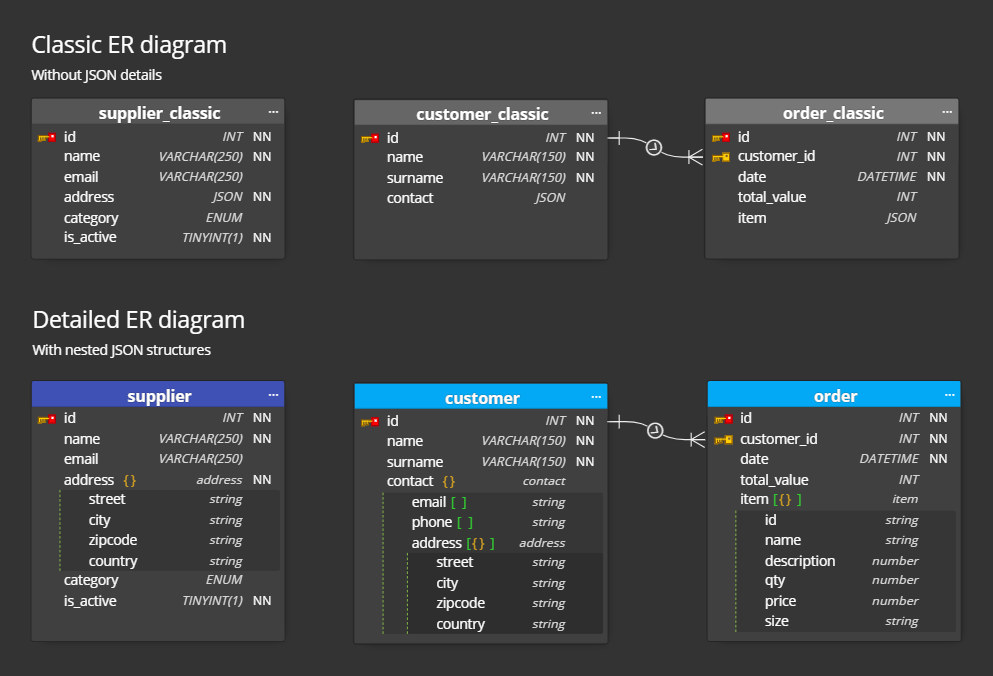 Classic ER diagram
Without JSON details
supplier_classic ...
id INT NN
name VARCHAR(250) NN
email VARCHAR(250)
address JSON NN
category ENUM
is_active TINYINT(1) NN
customer_classic ...
id INT NN
name VARCHAR(150) NN
surname VARCHAR(150) NN
contact JSON
order_classic ...
id INT NN
customer_id INT NN
date DATETIME NN
total_value INT
item JSON
Detailed ER diagram
With nested JSON structures
supplier ...
id INT NN
name VARCHAR(250) NN
email VARCHAR(250)
address {} address NN
street string
city string
zipcode string
country string
category ENUM
is_active TINYINT(1) NN
customer ...
id INT NN
name VARCHAR(150) NN
surname VARCHAR(150) NN
contact {} contact
email [ ] string
phone [ ] string
address [{} ] address
street string
city string
zipcode string
country string
order ...
id INT NN
customer_id INT NN
date DATETIME NN
total_value INT
item [{} ] item
id string
name string
description number
qty number
price number
size string